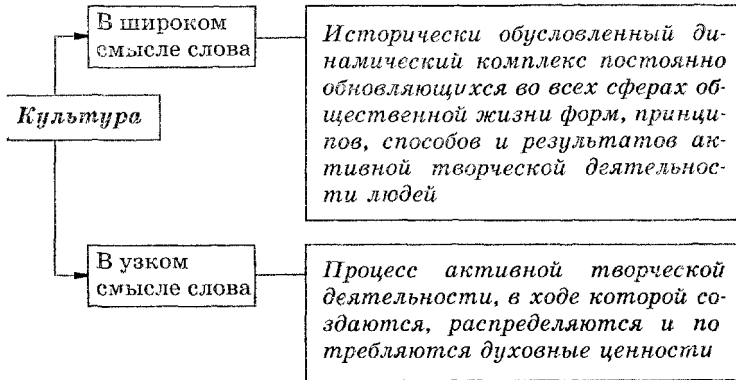 В широком
смысле слова
Исторически обусловленный ди-
намический комплекс постоянно
обновляющихся во всех сферах об-
щественной жизни форм, принци-
пов, способов и результатов ак-
тивной творческой деятельнос-
ти людей
Культура
В узком
смысле слова
Процесс активной творческой
деятельности, в ходе которой со-
здаются, распределяются и по
требляются духовные ценности